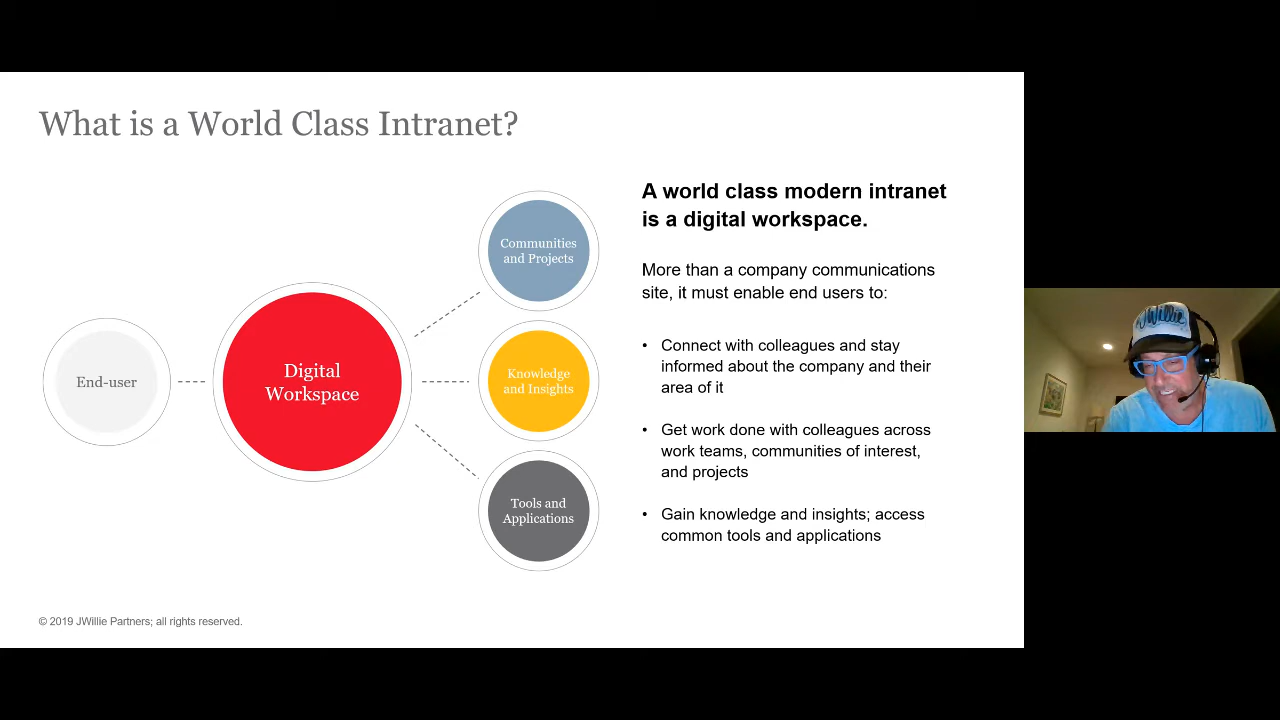 What is a World Class Intranet?
End-user
Digital
Workspace
Communities
and Projects
Knowledge
and Insights
Tools and
Applications
A world class modern intranet
is a digital workspace.
More than a company communications
site, it must enable end users to:
• Connect with colleagues and stay
informed about the company and their
area of it
• Get work done with colleagues across
work teams, communities of interest,
and projects
• Gain knowledge and insights; access
common tools and applications
© 2019 JWillie Partners; all rights reserved.
JWillie